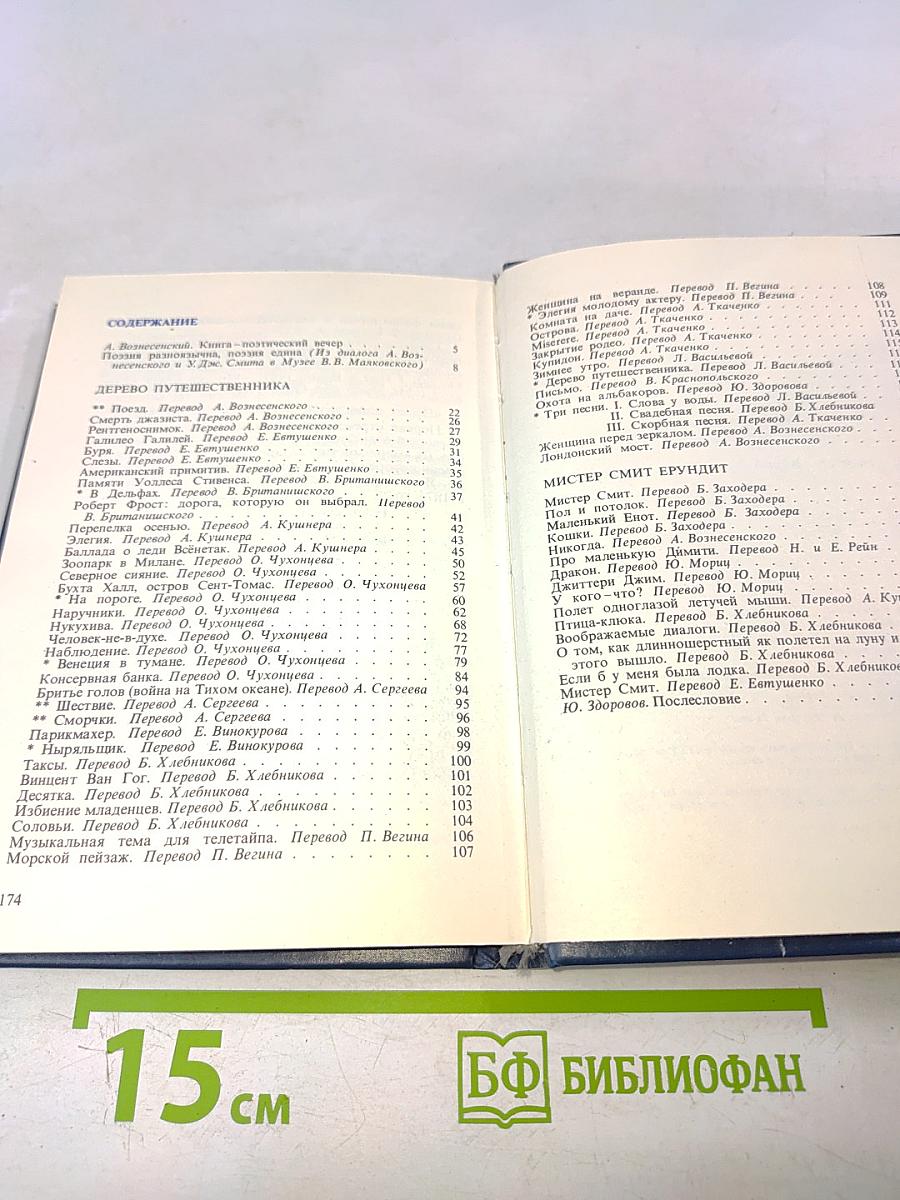 СОДЕРЖАНИЕ
А. Вознесенский. Книга – поэтический вечер . . . . . . 5
Поэзия разноязычна, поэзия едина (Из диалога А. Воз-
несенского и У. Дж. Смита в Музее В. В. Маяковского) 8
ДЕРЕВО ПУТЕШЕСТВЕННИКА
** Поезд. Перевод А. Вознесенского . . . . . . . . 22
Смерть джазиста. Перевод А. Вознесенского . . . . . . 26
Рентгеноснимок. Перевод А. Вознесенского . . . . . . 27
Галилео Галилей. Перевод Е. Евтушенко . . . . . . 29
Буря. Перевод Е. Евтушенко . . . . . . . . . 31
Слезы. Перевод Е. Евтушенко . . . . . . . . . 34
Американский примитив. Перевод Е. Евтушенко . . . . 35
Памяти Уоллеса Стивенса. Перевод В. Британишского 36
* В Дельфах. Перевод В. Британишского . . . . . . 37
Роберт Фрост: дорога, которую он выбрал. Перевод
В. Британишского . . . . . . . . . . . 41
Перепелка осенью. Перевод А. Кушнера . . . . . . 42
Элегия. Перевод А. Кушнера . . . . . . . . . 43
Баллада о леди Всёнетак. Перевод А. Кушнера . . . . 45
Зоопарк в Милане. Перевод О. Чухонцева . . . . . . 50
Северное сияние. Перевод О. Чухонцева . . . . . . 52
Бухта Халл, остров Сент-Томас. Перевод О. Чухонцева 57
* На пороге. Перевод О. Чухонцева . . . . . . . 60
Наручники. Перевод О. Чухонцева . . . . . . . . 62
Нукухива. Перевод О. Чухонцева . . . . . . . . 68
Человек-не-в-духе. Перевод О. Чухонцева . . . . . . 72
Наблюдение. Перевод О. Чухонцева . . . . . . . . 77
* Венеция в тумане. Перевод О. Чухонцева . . . . . 79
Консервная банка. Перевод О. Чухонцева . . . . . . 84
Бритье голов (война на Тихом океане). Перевод А. Сергеева 94
** Шествие. Перевод А. Сергеева . . . . . . . . 95
** Сморчки. Перевод А. Сергеева . . . . . . . . 96
Парикмахер. Перевод Е. Винокурова . . . . . . . 98
* Ныряльщик. Перевод Е. Винокурова . . . . . . . 99
Таксы. Перевод Б. Хлебникова . . . . . . . . . 100
Винцент Ван Гог. Перевод Б. Хлебникова . . . . . . 101
Десятка. Перевод Б. Хлебникова . . . . . . . . 102
Избиение младенцев. Перевод Б. Хлебникова . . . . . . 103
Соловьи. Перевод Б. Хлебникова . . . . . . . . . 104
Музыкальная тема для телетайпа. Перевод П. Вегина 106
Морской пейзаж. Перевод П. Вегина . . . . . . . . 107
174
Женщина на веранде. Перевод П. Вегина . . . . . . 108
* Элегия молодому актеру. Перевод П. Вегина . . . . 109
Комната на даче. Перевод А. Ткаченко . . . . . . 111
Острова. Перевод А. Ткаченко . . . . . . . . 112
Miserere. Перевод А. Ткаченко . . . . . . . . 113
Закрытие родео. Перевод А. Ткаченко . . . . . . 114
Купидон. Перевод А. Ткаченко . . . . . . . .
Зимнее утро. Перевод Л. Васильевой . . . . . .
* Дерево путешественника. Перевод Л. Васильевой . .
Письмо. Перевод В. Краснопольского . . . . . .
Охота на альбакоров. Перевод Ю. Здоровова . . . .
* Три песни. I. Слова у воды. Перевод Л. Васильевой . .
II. Свадебная песня. Перевод Б. Хлебникова
III. Скорбная песня. Перевод А. Ткаченко . .
Женщина перед зеркалом. Перевод А. Вознесенского . .
Лондонский мост. Перевод А. Вознесенского . . . .
МИСТЕР СМИТ ЕРУНДИТ
Мистер Смит. Перевод Б. Заходера . . . . . .
Пол и потолок. Перевод Б. Заходера . . . . . .
Маленький Енот. Перевод Б. Заходера . . . . . .
Кошки. Перевод Б. Заходера . . . . . . . .
Никогда. Перевод А. Вознесенского . . . . . .
Про маленькую Димити. Перевод Н. и Е. Рейн . .
Дракон. Перевод Ю. Мориц . . . . . . . .
Джиттери Джим. Перевод Ю. Мориц . . . . . .
У кого – что? Перевод Ю. Мориц . . . . . .
Полет одноглазой летучей мыши. Перевод А. Ку
Птица-клюка. Перевод Б. Хлебникова . . . . . .
Воображаемые диалоги. Перевод Б. Хлебникова . .
О том, как длинношерстный як полетел на луну и
этого вышло. Перевод Б. Хлебникова . . . . . .
Если б у меня была лодка. Перевод Б. Хлебников
Мистер Смит. Перевод Е. Евтушенко . . . . . .
Ю. Здоровов. Послесловие . . . . . . . .
15 см
БФ БИБЛИОФАН